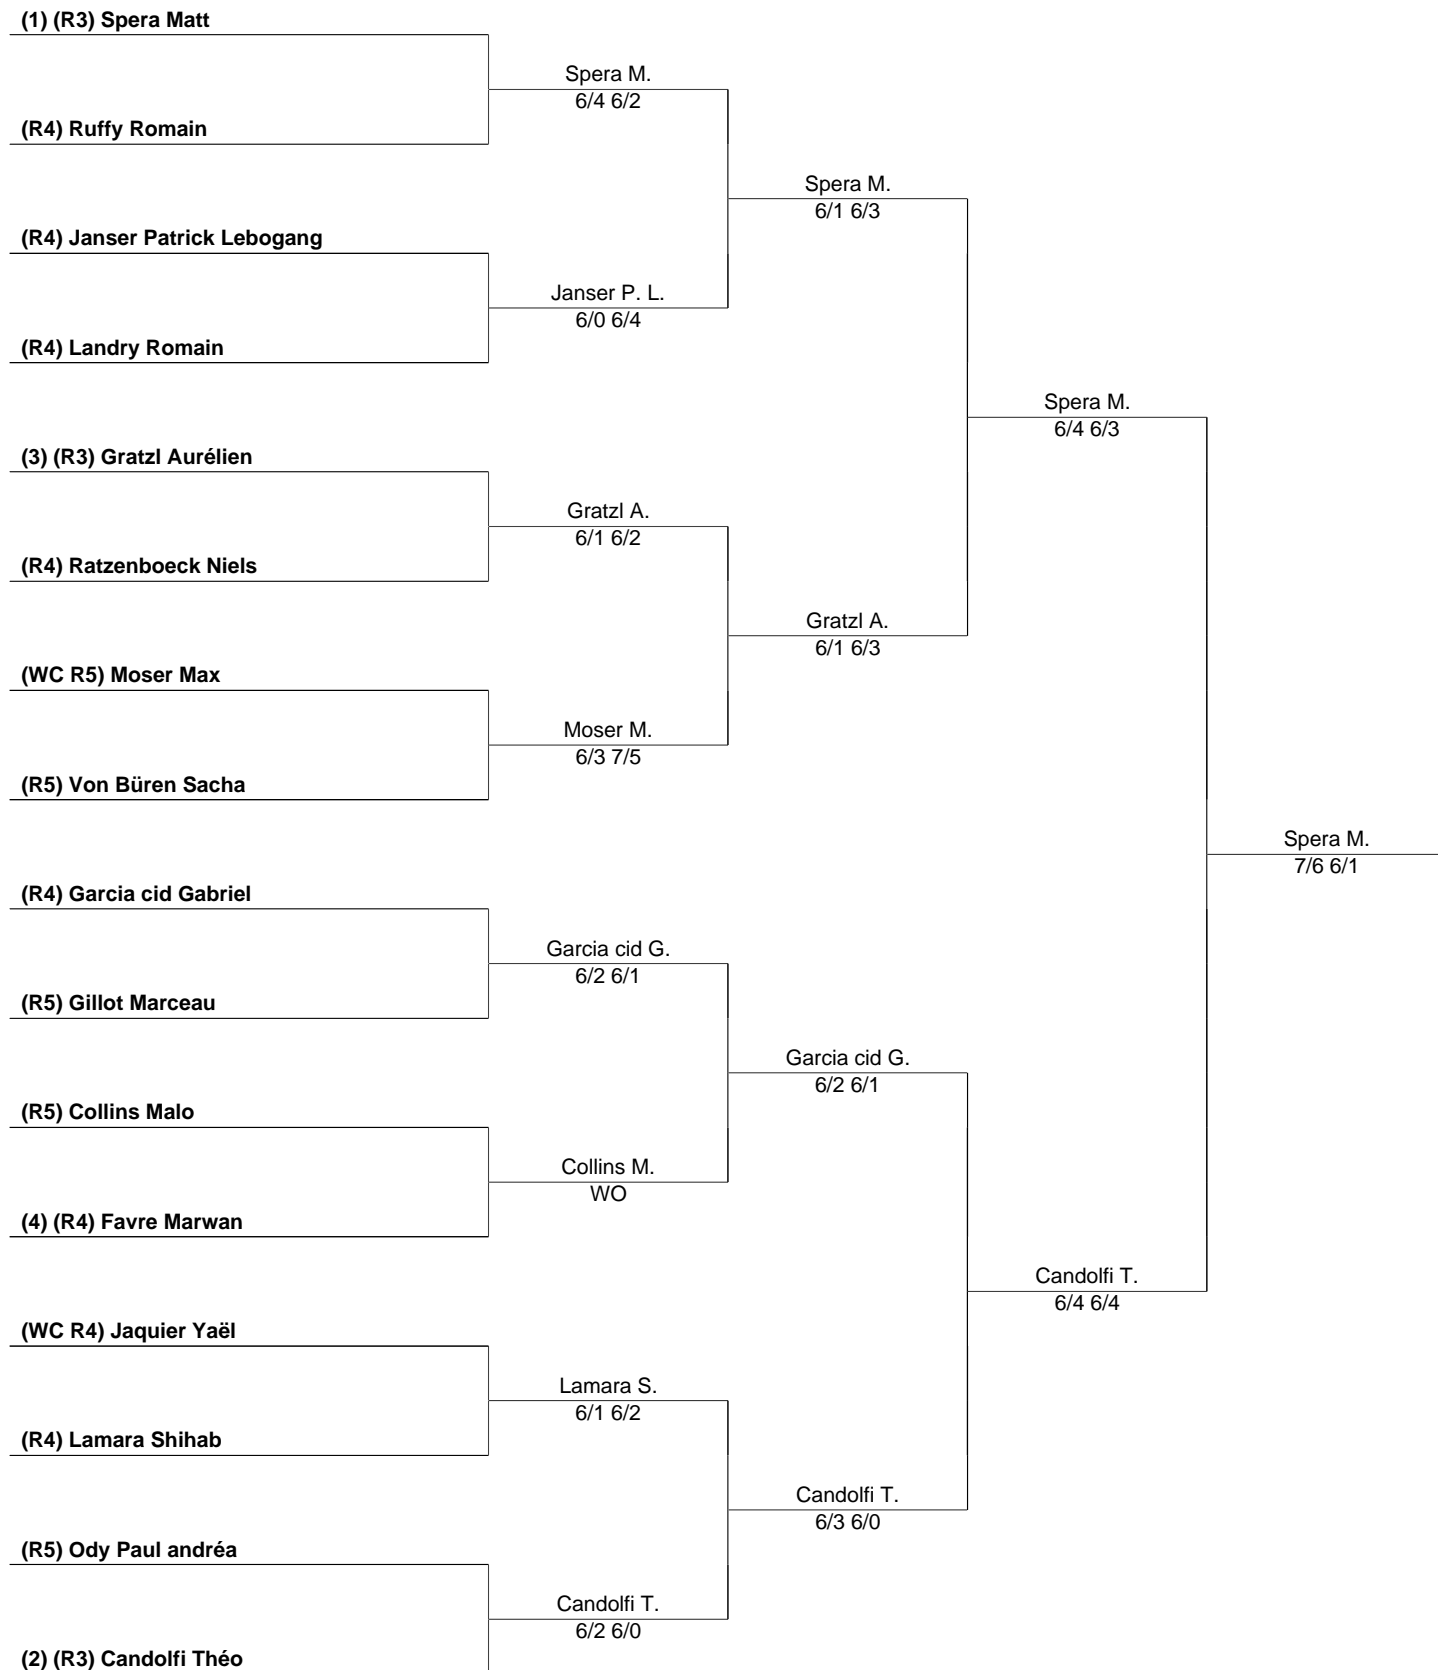 (1) (R3) Spera Matt
Spera M.
6/4 6/2
(R4) Ruffy Romain
Spera M.
6/1 6/3
(R4) Janser Patrick Lebogang
Janser P. L.
6/0 6/4
(R4) Landry Romain
Spera M.
6/4 6/3
(3) (R3) Gratzl Aurélien
Gratzl A.
6/1 6/2
(R4) Ratzenboeck Niels
Gratzl A.
6/1 6/3
(WC R5) Moser Max
Moser M.
6/3 7/5
(R5) Von Büren Sacha
Spera M.
7/6 6/1
(R4) Garcia cid Gabriel
Garcia cid G.
6/2 6/1
(R5) Gillot Marceau
Garcia cid G.
6/2 6/1
(R5) Collins Malo
Collins M.
WO
(4) (R4) Favre Marwan
Candolfi T.
6/4 6/4
(WC R4) Jaquier Yaël
Lamara S.
6/1 6/2
(R4) Lamara Shihab
Candolfi T.
6/3 6/0
(R5) Ody Paul andréa
Candolfi T.
6/2 6/0
(2) (R3) Candolfi Théo